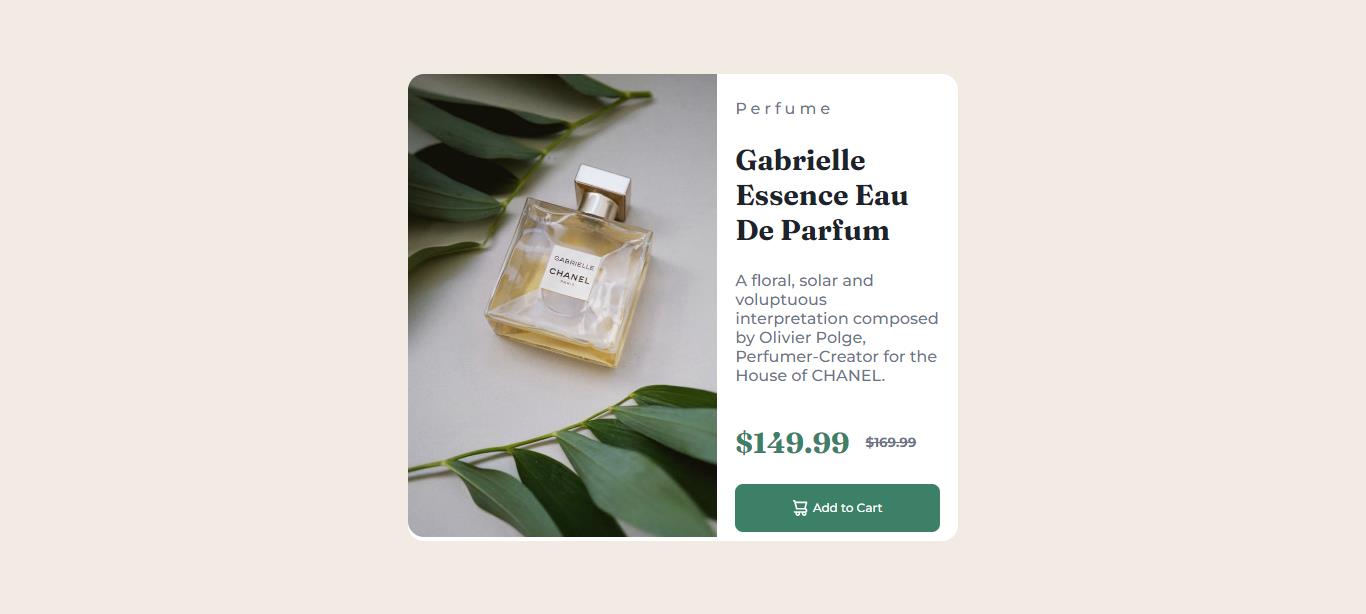 GABRIELLE
CHANEL
PARIS
Perfume
Gabrielle
Essence Eau
De Parfum
A floral, solar and
voluptuous
interpretation composed
by Olivier Polge,
Perfumer-Creator for the
House of CHANEL.
$149.99 $169.99
Add to Cart